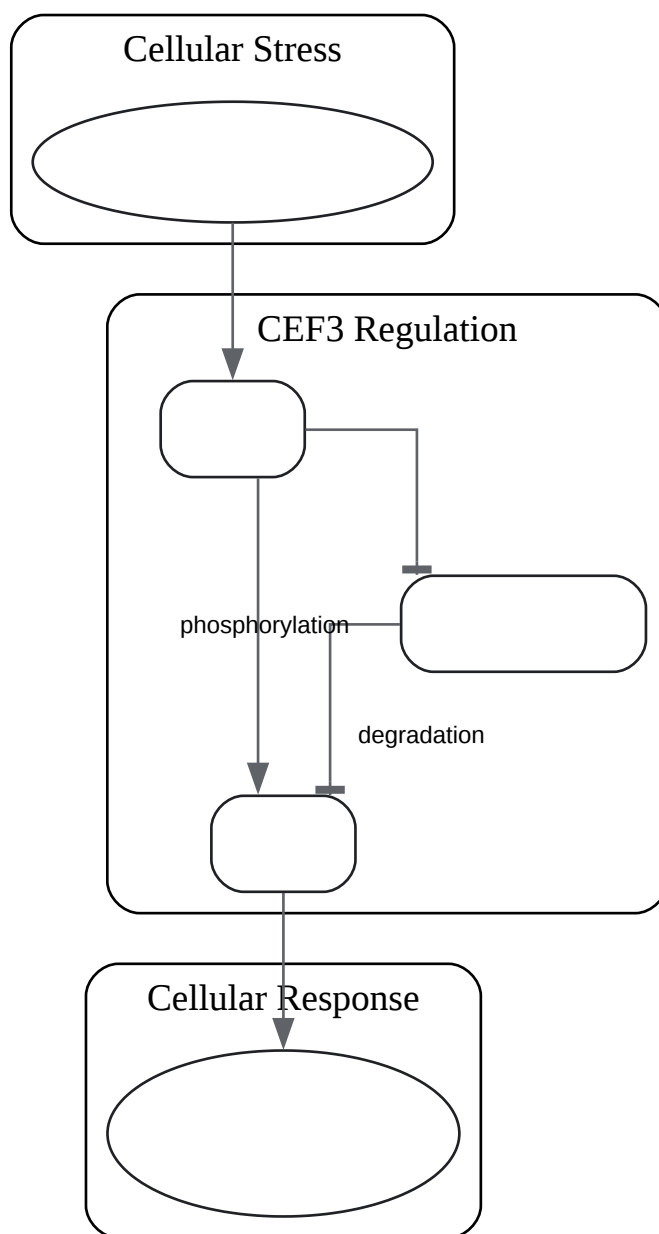 Cellular Stress
CEF3 Regulation
phosphorylation
degradation
Cellular Response